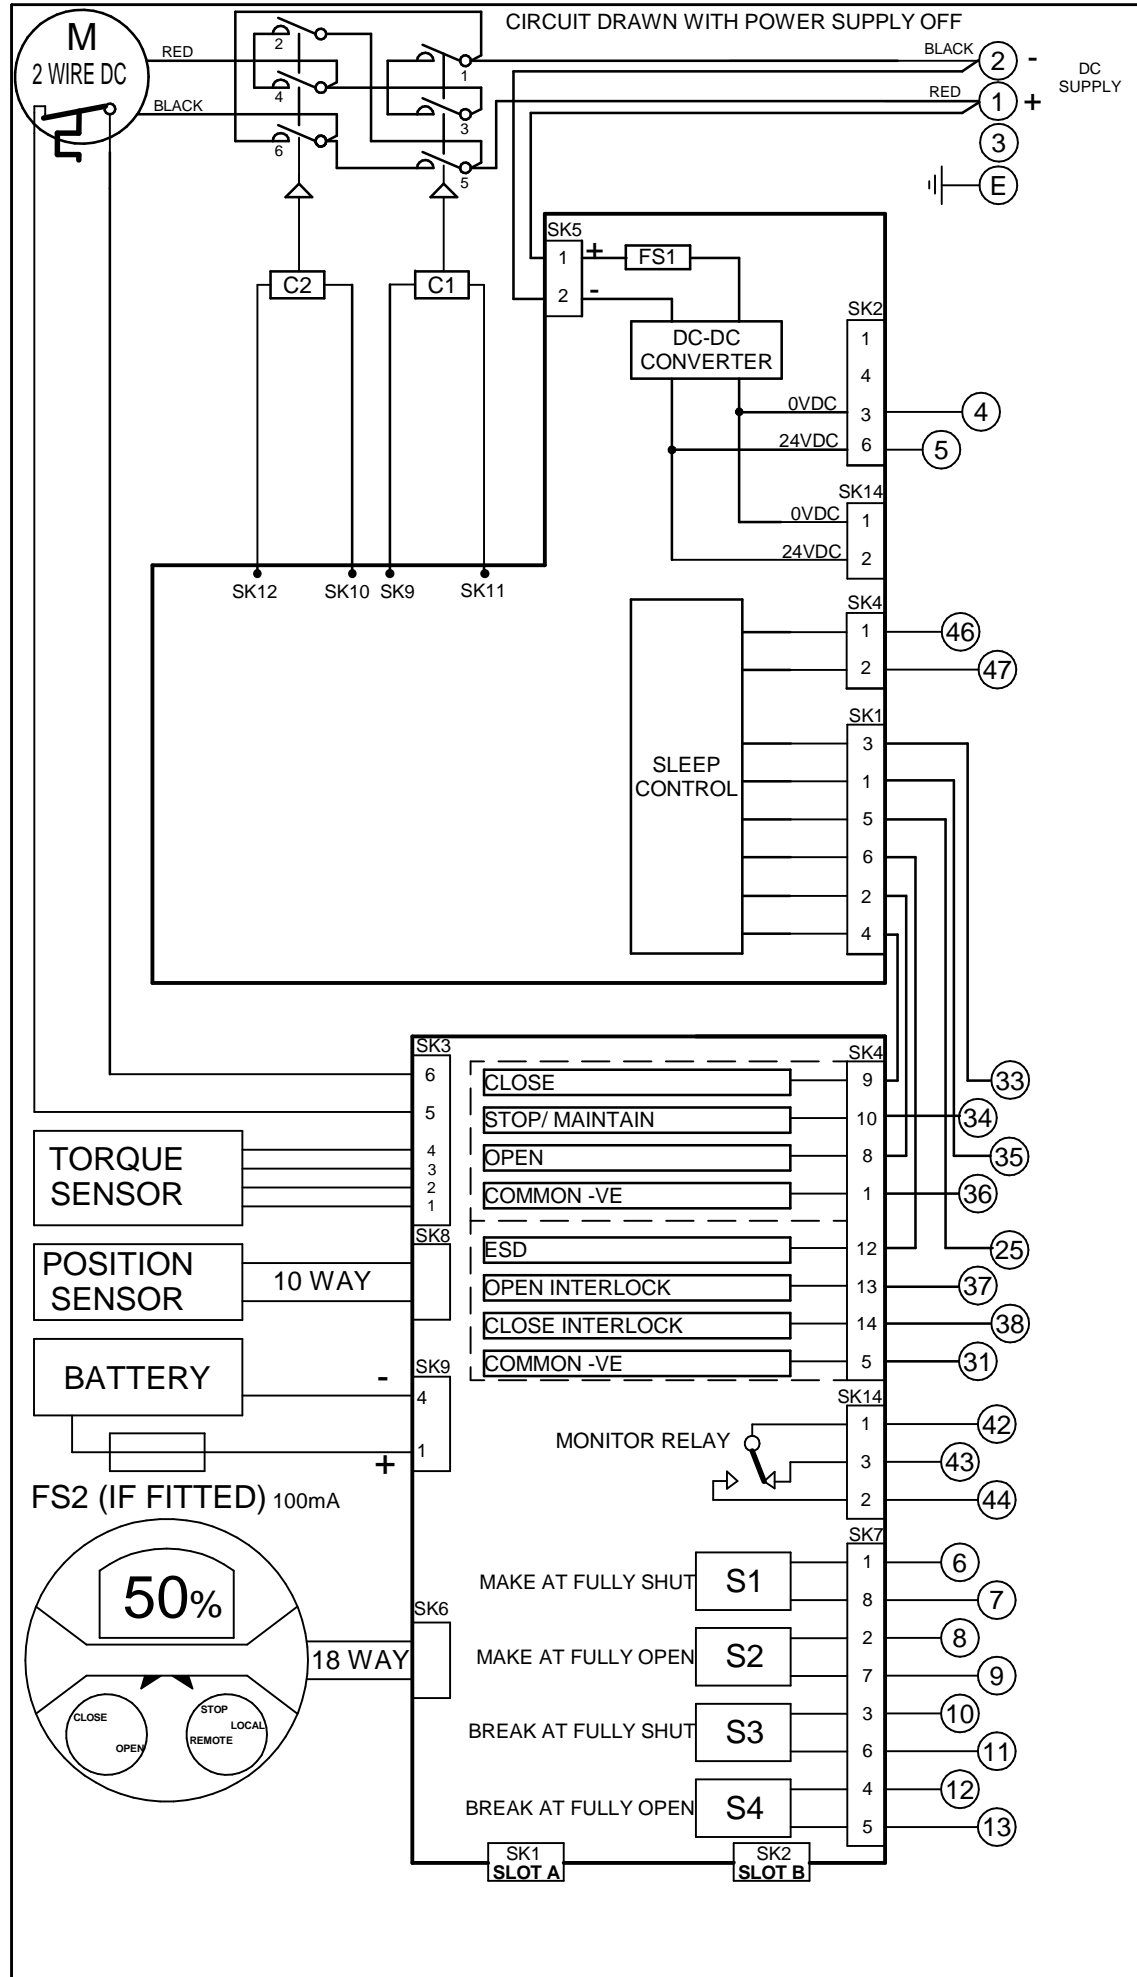 CIRCUIT DRAWN WITH POWER SUPPLY OFF
M
2 WIRE DC
RED
BLACK
2
4
6
1
3
5
BLACK
2 -
RED
1 +
DC
SUPPLY
3
E
C2
C1
SK12
SK10
SK9
SK11
SK5
1 +
2 -
FS1
DC-DC
CONVERTER
SK2
1
4
0VDC 3 4
24VDC 6 5
SK14
0VDC 1
24VDC 2
SLEEP
CONTROL
SK4
1 46
2 47
SK1
3
1
5
6
2
4
SK3
6
5
4
3
2
1
TORQUE
SENSOR
SK8
POSITION
SENSOR
10 WAY
BATTERY
-
+
SK9
4
1
FS2 (IF FITTED) 100mA
50%
CLOSE
OPEN
STOP
LOCAL
REMOTE
18 WAY
SK6
SK4
CLOSE 9 33
STOP/ MAINTAIN 10 34
OPEN 8 35
COMMON -VE 1 36
ESD 12 25
OPEN INTERLOCK 13 37
CLOSE INTERLOCK 14 38
COMMON -VE 5 31
SK14
MONITOR RELAY
1 42
3 43
2 44
SK7
MAKE AT FULLY SHUT S1
1 6
8 7
MAKE AT FULLY OPEN S2
2 8
7 9
BREAK AT FULLY SHUT S3
3 10
6 11
BREAK AT FULLY OPEN S4
4 12
5 13
SK1
SLOT A
SK2
SLOT B